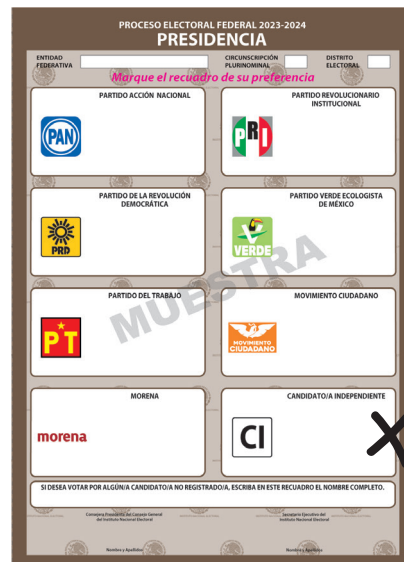 PROCESO ELECTORAL FEDERAL 2023-2024
PRESIDENCIA
ENTIDAD FEDERATIVA
CIRCUNSCRIPCIÓN PLURINOMINAL
DISTRITO ELECTORAL
Marque el recuadro de su preferencia
PARTIDO ACCIÓN NACIONAL
PAN
PARTIDO REVOLUCIONARIO
INSTITUCIONAL
PRI
PARTIDO DE LA REVOLUCIÓN
DEMOCRÁTICA
PRD
PARTIDO VERDE ECOLOGISTA
DE MÉXICO
VERDE
MUESTRA
PARTIDO DEL TRABAJO
PT
MOVIMIENTO CIUDADANO
MOVIMIENTO
CIUDADANO
MORENA
morena
CANDIDATO/A INDEPENDIENTE
CI
X
SI DESEA VOTAR POR ALGÚN/A CANDIDATO/A NO REGISTRADO/A, ESCRIBA EN ESTE RECUADRO EL NOMBRE COMPLETO.
Consejera Presidenta del Consejo General
del Instituto Nacional Electoral
Secretario Ejecutivo del
Instituto Nacional Electoral
Nombre y Apellidos
Nombre y Apellidos